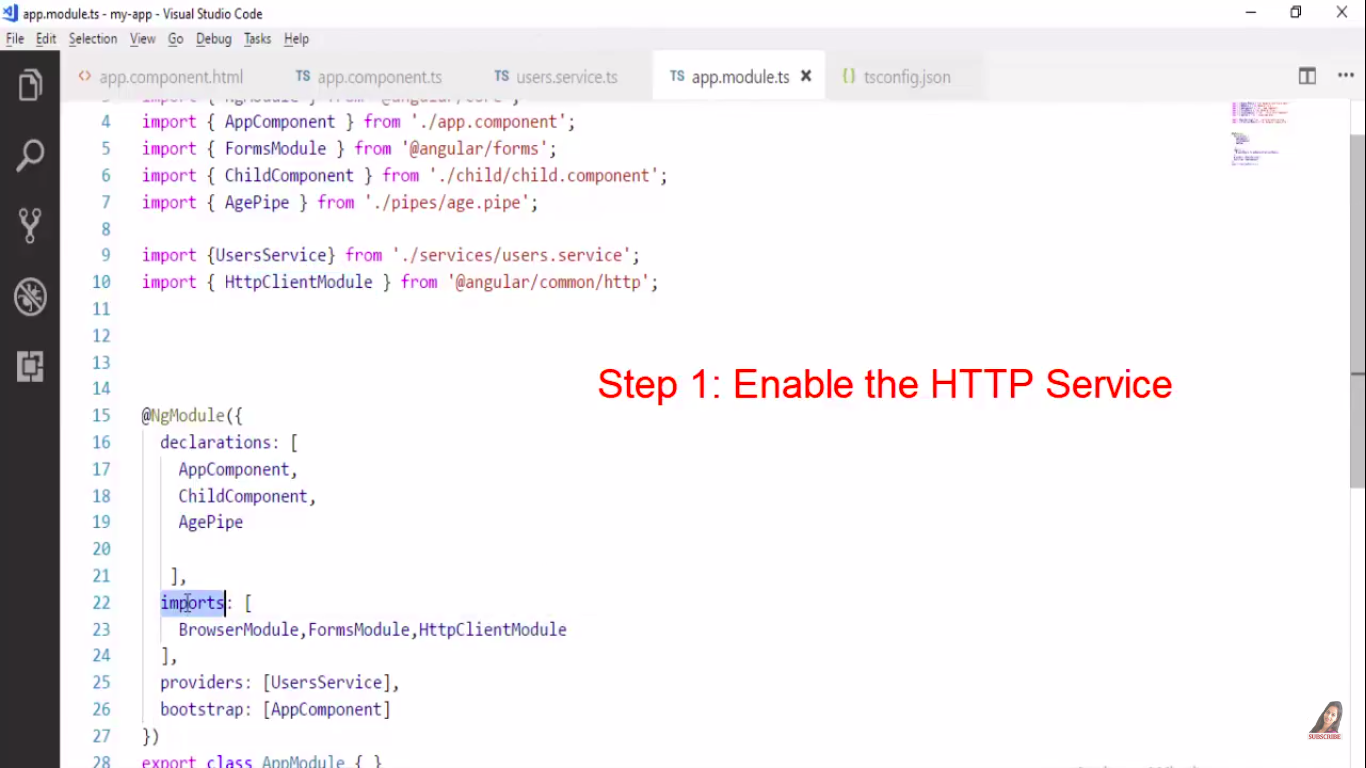 app.module.ts - my-app - Visual Studio Code
File Edit Selection View Go Debug Tasks Help
<> app.component.html TS app.component.ts TS users.service.ts TS app.module.ts × {} tsconfig.json
3 import { NgModule } from '@angular/core';
4 import { AppComponent } from './app.component';
5 import { FormsModule } from '@angular/forms';
6 import { ChildComponent } from './child/child.component';
7 import { AgePipe } from './pipes/age.pipe';
8
9 import {UsersService} from './services/users.service';
10 import { HttpClientModule } from '@angular/common/http';
11
12
13
Step 1: Enable the HTTP Service
14
15 @NgModule({
16 declarations: [
17 AppComponent,
18 ChildComponent,
19 AgePipe
20
21 ],
22 imports: [
23 BrowserModule,FormsModule,HttpClientModule
24 ],
25 providers: [UsersService],
26 bootstrap: [AppComponent]
27 })
28 export class AppModule { }
SUBSCRIBE